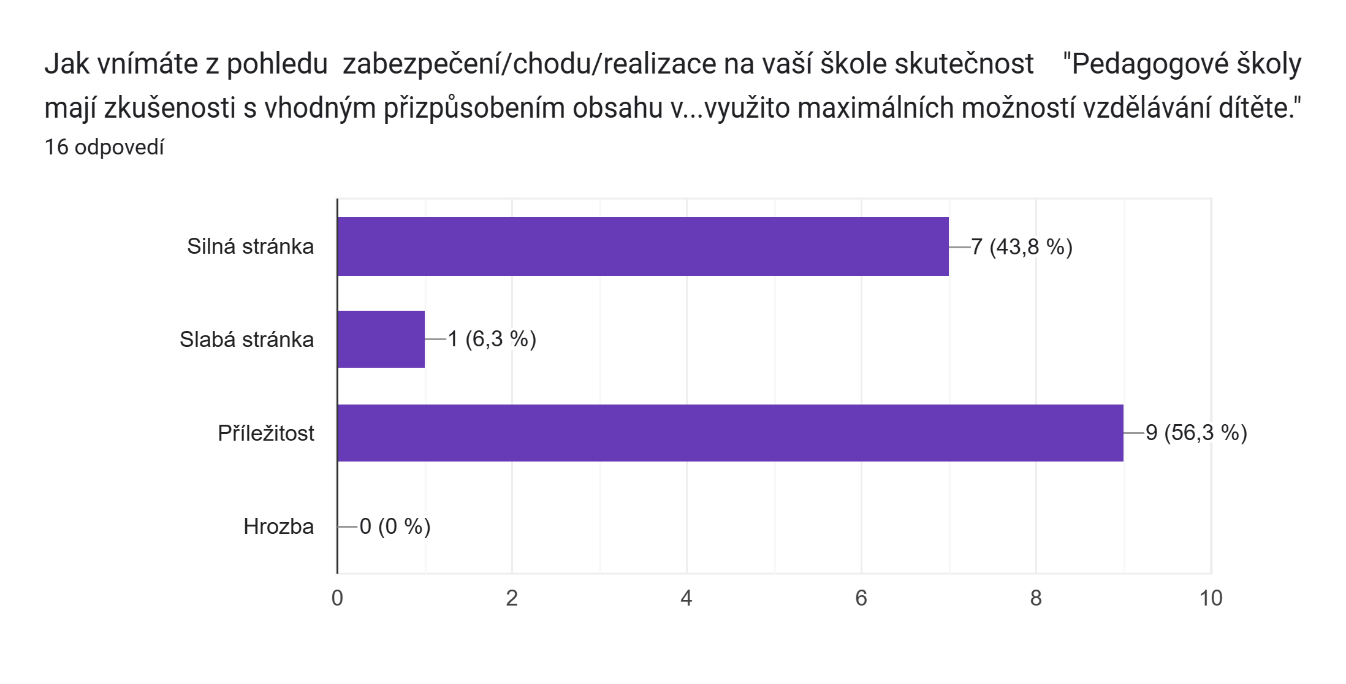 Jak vnímáte z pohledu  zabezpečení/chodu/realizace na vaší škole skutečnost    "Pedagogové školy
mají zkušenosti s vhodným přizpůsobením obsahu v...využito maximálních možností vzdělávání dítěte."
16 odpovedí
Silná stránka
7 (43,8 %)
Slabá stránka
1 (6,3 %)
Příležitost
9 (56,3 %)
Hrozba
0 (0 %)
0 2 4 6 8 10